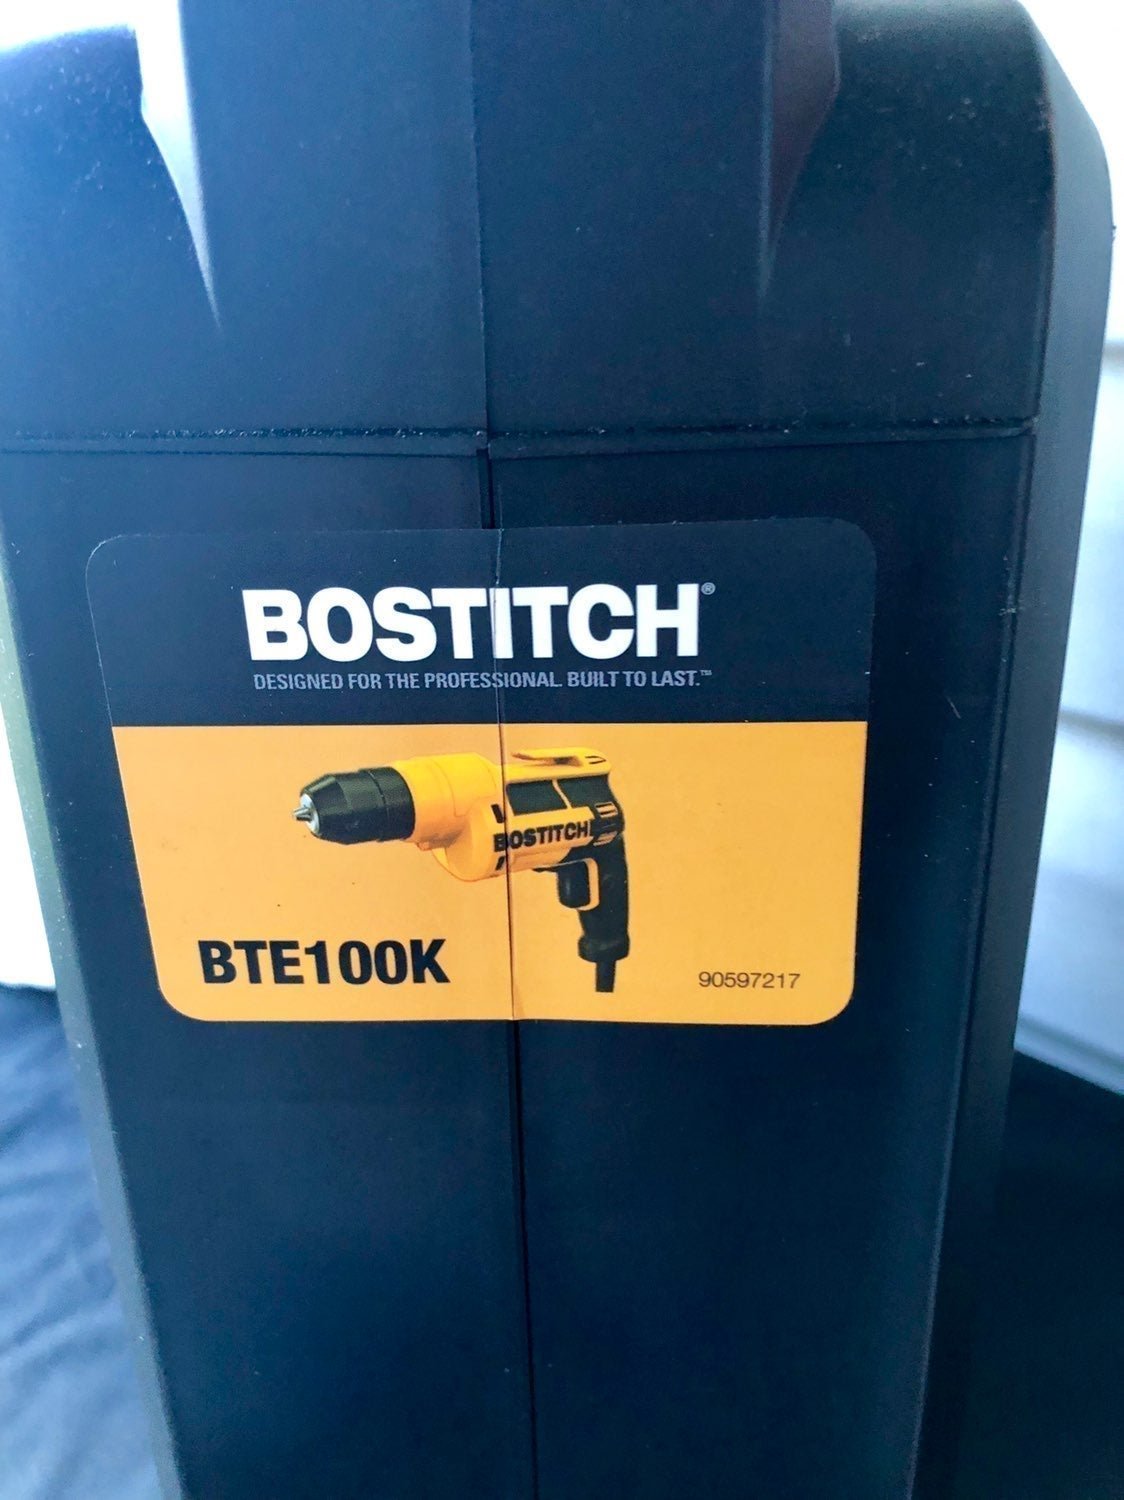 BOSTITCH®
DESIGNED FOR THE PROFESSIONAL. BUILT TO LAST.™
BOSTITCH
BTE100K
90597217